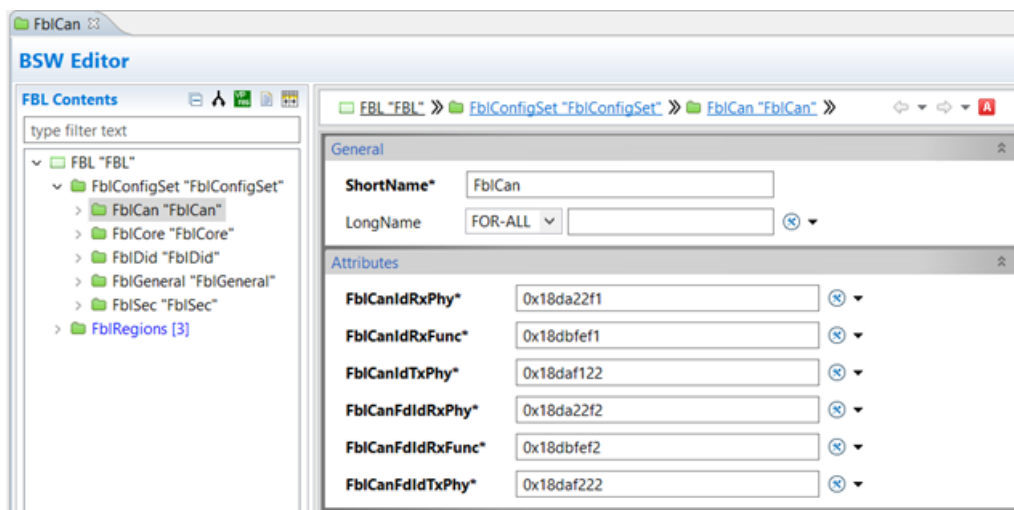 FblCan
BSW Editor
FBL Contents
type filter text
FBL "FBL"
FblConfigSet "FblConfigSet"
FblCan "FblCan"
FblCore "FblCore"
FblDid "FblDid"
FblGeneral "FblGeneral"
FblSec "FblSec"
FblRegions [3]
FBL "FBL" » FblConfigSet "FblConfigSet" » FblCan "FblCan" » A
General
ShortName* FblCan
LongName FOR-ALL
Attributes
FblCanIdRxPhy* 0x18da22f1
FblCanIdRxFunc* 0x18dbfef1
FblCanIdTxPhy* 0x18daf122
FblCanFdIdRxPhy* 0x18da22f2
FblCanFdIdRxFunc* 0x18dbfef2
FblCanFdIdTxPhy* 0x18daf222